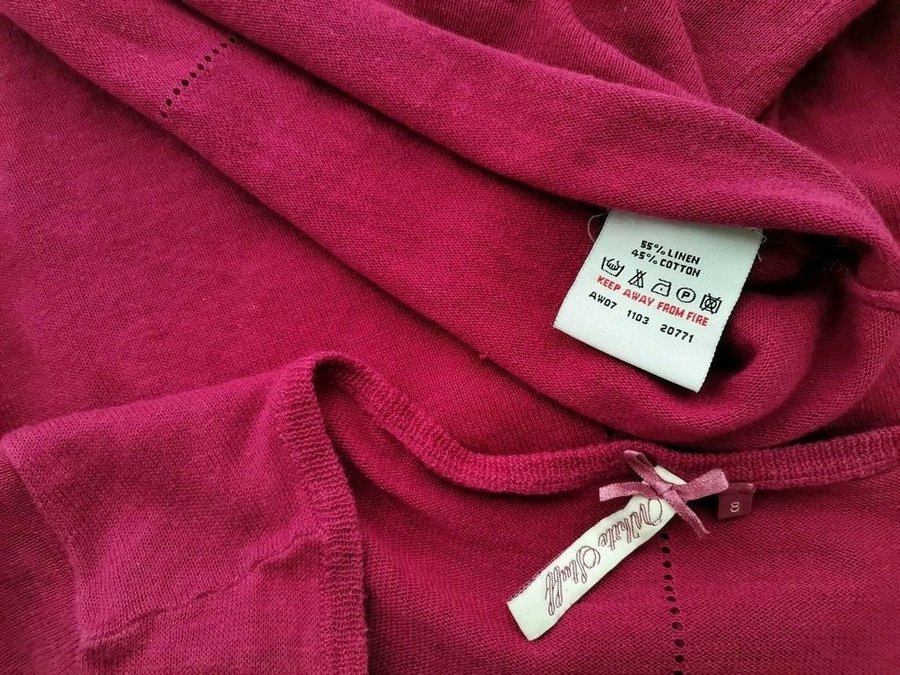 55% LINEN
45% COTTON
KEEP AWAY FROM FIRE
AW07 1103 20771
White Stuff
8